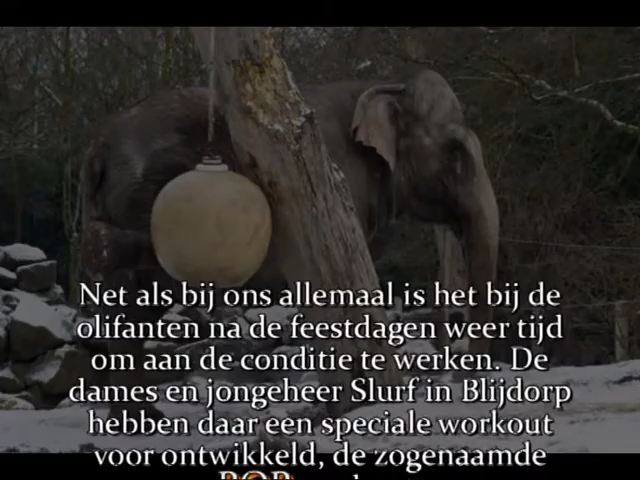 Net als bij ons allemaal is het bij de
olifanten na de feestdagen weer tijd
om aan de conditie te werken. De
dames en jongeheer Slurf in Blijdorp
hebben daar een speciale workout
voor ontwikkeld, de zogenaamde